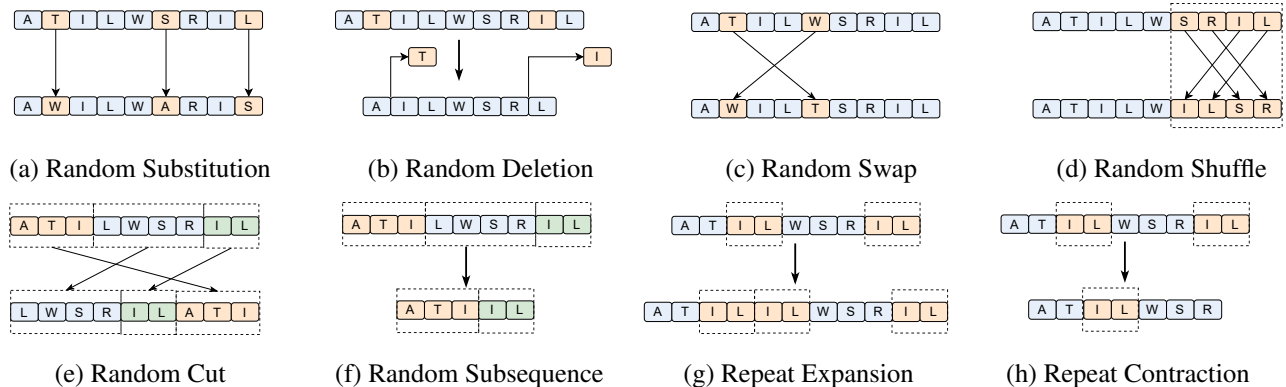 A T I L W S R I L
A W I L W A R I S
(a) Random Substitution
A T I L W S R I L
T I
A I L W S R L
(b) Random Deletion
A T I L W S R I L
A W I L T S R I L
(c) Random Swap
A T I L W S R I L
A T I L W I L S R
(d) Random Shuffle
A T I L W S R I L
L W S R I L A T I
(e) Random Cut
A T I L W S R I L
A T I I L
(f) Random Subsequence
A T I L W S R I L
A T I L I L W S R I L
(g) Repeat Expansion
A T I L W S R I L
A T I L W S R
(h) Repeat Contraction